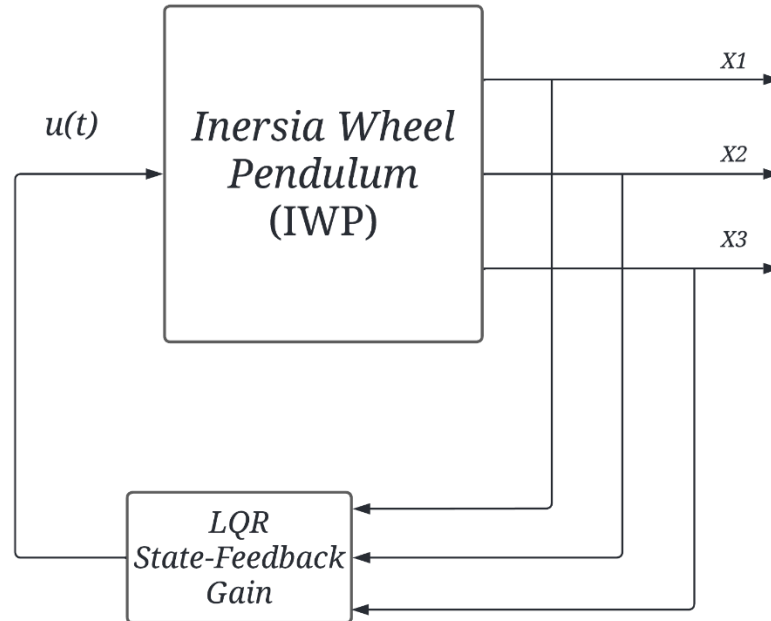 X1
u(t)
Inersia Wheel
Pendulum
(IWP)
X2
X3
LQR
State-Feedback
Gain